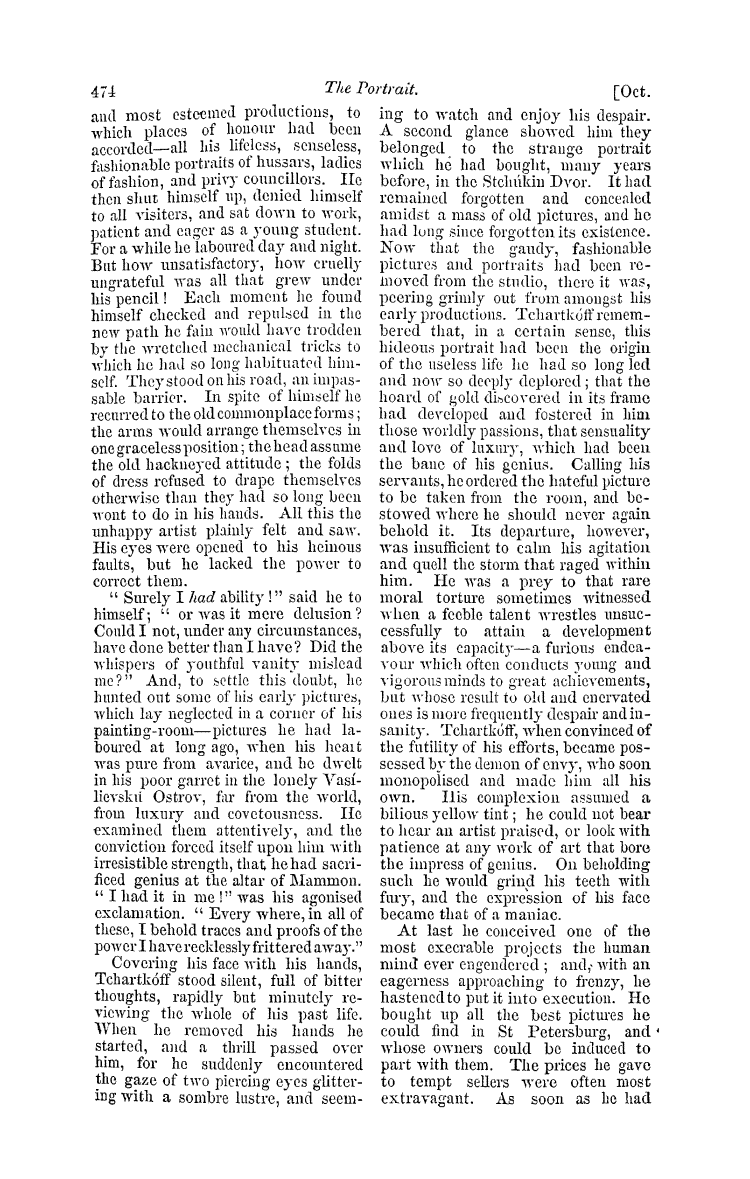 474
The Portrait.
[Oct.
and most esteemed productions, to
which places of honour had been
accorded—all his lifeless, senseless,
fashionable portraits of hussars, ladies
of fashion, and privy councillors. He
then shut himself up, denied himself
to all visiters, and sat down to work,
patient and eager as a young student.
For a while he laboured day and night.
But how unsatisfactory, how cruelly
ungrateful was all that grew under
his pencil! Each moment he found
himself checked and repulsed in the
new path he fain would have trodden
by the wretched mechanical tricks to
which he had so long habituated him-
self. They stood on his road, an impas-
sable barrier. In spite of himself he
recurred to the old commonplace forms;
the arms would arrange themselves in
one graceless position; the head assume
the old hackneyed attitude; the folds
of dress refused to drape themselves
otherwise than they had so long been
wont to do in his hands. All this the
unhappy artist plainly felt and saw.
His eyes were opened to his heinous
faults, but he lacked the power to
correct them.
"Surely I had ability!" said he to
himself; "or was it mere delusion?
Could I not, under any circumstances,
have done better than I have? Did the
whispers of youthful vanity mislead
me?" And, to settle this doubt, he
hunted out some of his early pictures,
which lay neglected in a corner of his
painting-room—pictures he had la-
boured at long ago, when his heart
was pure from avarice, and he dwelt
in his poor garret in the lonely Vasí-
lievskii Ostrov, far from the world,
from luxury and covetousness. He
examined them attentively, and the
conviction forced itself upon him with
irresistible strength, that he had sacri-
ficed genius at the altar of Mammon.
"I had it in me!" was his agonised
exclamation. "Every where, in all of
these, I behold traces and proofs of the
power I have recklessly frittered away."
Covering his face with his hands,
Tchartkóff stood silent, full of bitter
thoughts, rapidly but minutely re-
viewing the whole of his past life.
When he removed his hands he
started, and a thrill passed over
him, for he suddenly encountered
the gaze of two piercing eyes glitter-
ing with a sombre lustre, and seem-
ing to watch and enjoy his despair.
A second glance showed him they
belonged to the strange portrait
which he had bought, many years
before, in the Stchúkin Dvor. It had
remained forgotten and concealed
amidst a mass of old pictures, and he
had long since forgotten its existence.
Now that the gaudy, fashionable
pictures and portraits had been re-
moved from the studio, there it was,
peering grimly out from amongst his
early productions. Tchartkóff remem-
bered that, in a certain sense, this
hideous portrait had been the origin
of the useless life he had so long led
and now so deeply deplored; that the
hoard of gold discovered in its frame
had developed and fostered in him
those worldly passions, that sensuality
and love of luxury, which had been
the bane of his genius. Calling his
servants, he ordered the hateful picture
to be taken from the room, and be-
stowed where he should never again
behold it. Its departure, however,
was insufficient to calm his agitation
and quell the storm that raged within
him. He was a prey to that rare
moral torture sometimes witnessed
when a feeble talent wrestles unsuc-
cessfully to attain a development
above its capacity—a furious endea-
vour which often conducts young and
vigorous minds to great achievements,
but whose result to old and enervated
ones is more frequently despair and in-
sanity. Tchartkóff, when convinced of
the futility of his efforts, became pos-
sessed by the demon of envy, who soon
monopolised and made him all his
own. His complexion assumed a
bilious yellow tint; he could not bear
to hear an artist praised, or look with
patience at any work of art that bore
the impress of genius. On beholding
such he would grind his teeth with
fury, and the expression of his face
became that of a maniac.
At last he conceived one of the
most execrable projects the human
mind ever engendered; and, with an
eagerness approaching to frenzy, he
hastened to put it into execution. He
bought up all the best pictures he
could find in St Petersburg, and
whose owners could be induced to
part with them. The prices he gave
to tempt sellers were often most
extravagant. As soon as he had